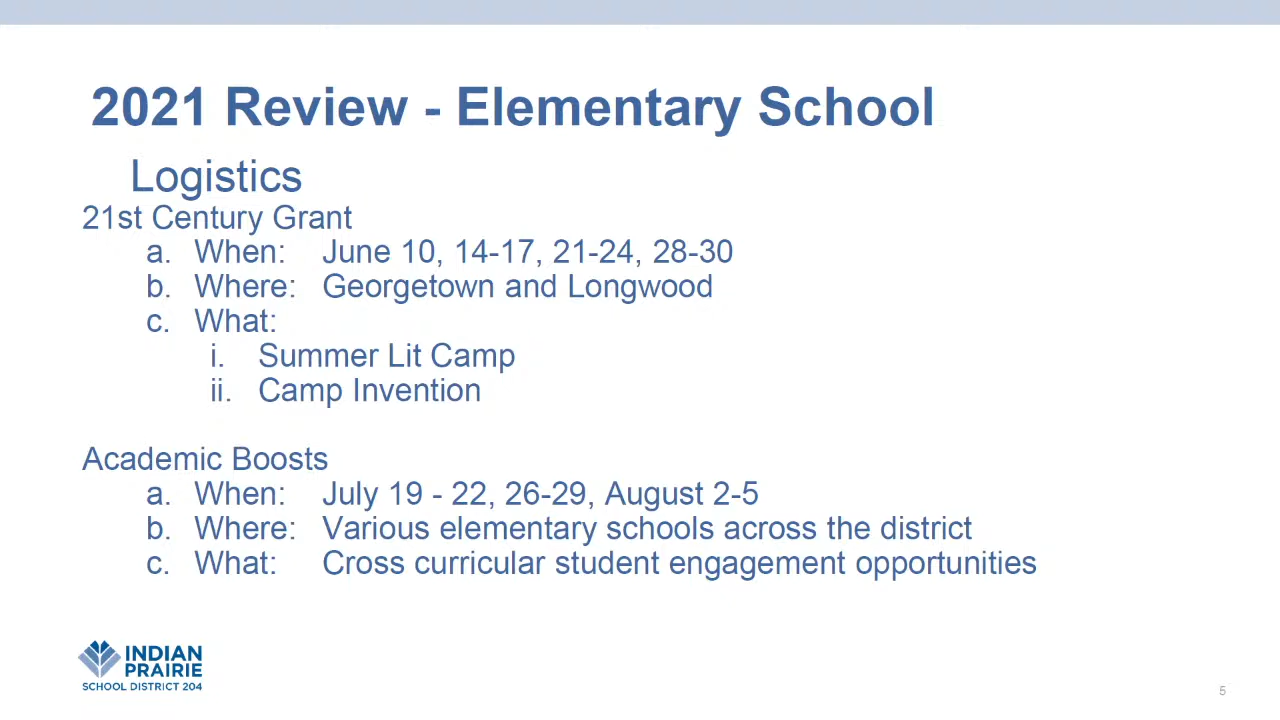 2021 Review - Elementary School
Logistics
21st Century Grant
a. When: June 10, 14-17, 21-24, 28-30
b. Where: Georgetown and Longwood
c. What:
i. Summer Lit Camp
ii. Camp Invention
Academic Boosts
a. When: July 19 - 22, 26-29, August 2-5
b. Where: Various elementary schools across the district
c. What: Cross curricular student engagement opportunities
INDIAN
PRAIRIE
SCHOOL DISTRICT 204
5